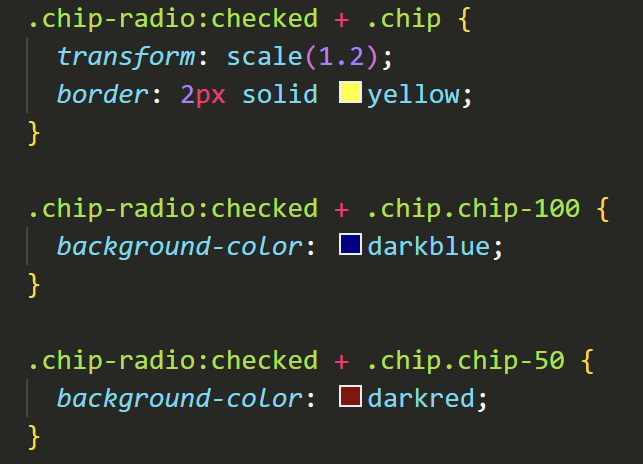 .chip-radio:checked + .chip {
  transform: scale(1.2);
  border: 2px solid yellow;
}

.chip-radio:checked + .chip.chip-100 {
  background-color: darkblue;
}

.chip-radio:checked + .chip.chip-50 {
  background-color: darkred;
}